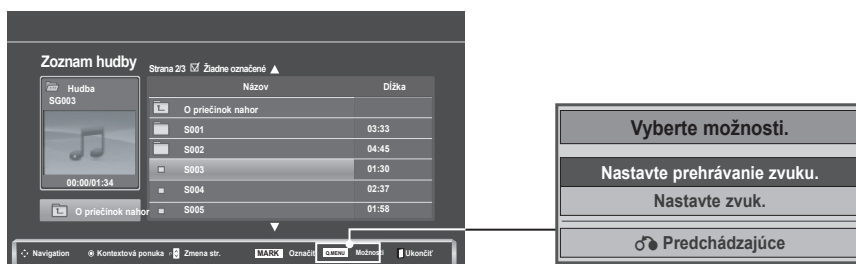 Zoznam hudby
Strana 2/3 Žiadne označené
Hudba
SG003
00:00/01:34
O priečinok nahor
Názov Dĺžka
O priečinok nahor
S001 03:33
S002 04:45
S003 01:30
S004 02:37
S005 01:58
Navigation Kontextová ponuka P Zmena str. MARK Označiť Q.MENU Možnosti Ukončiť
Vyberte možnosti.
Nastavte prehrávanie zvuku.
Nastavte zvuk.
Predchádzajúce